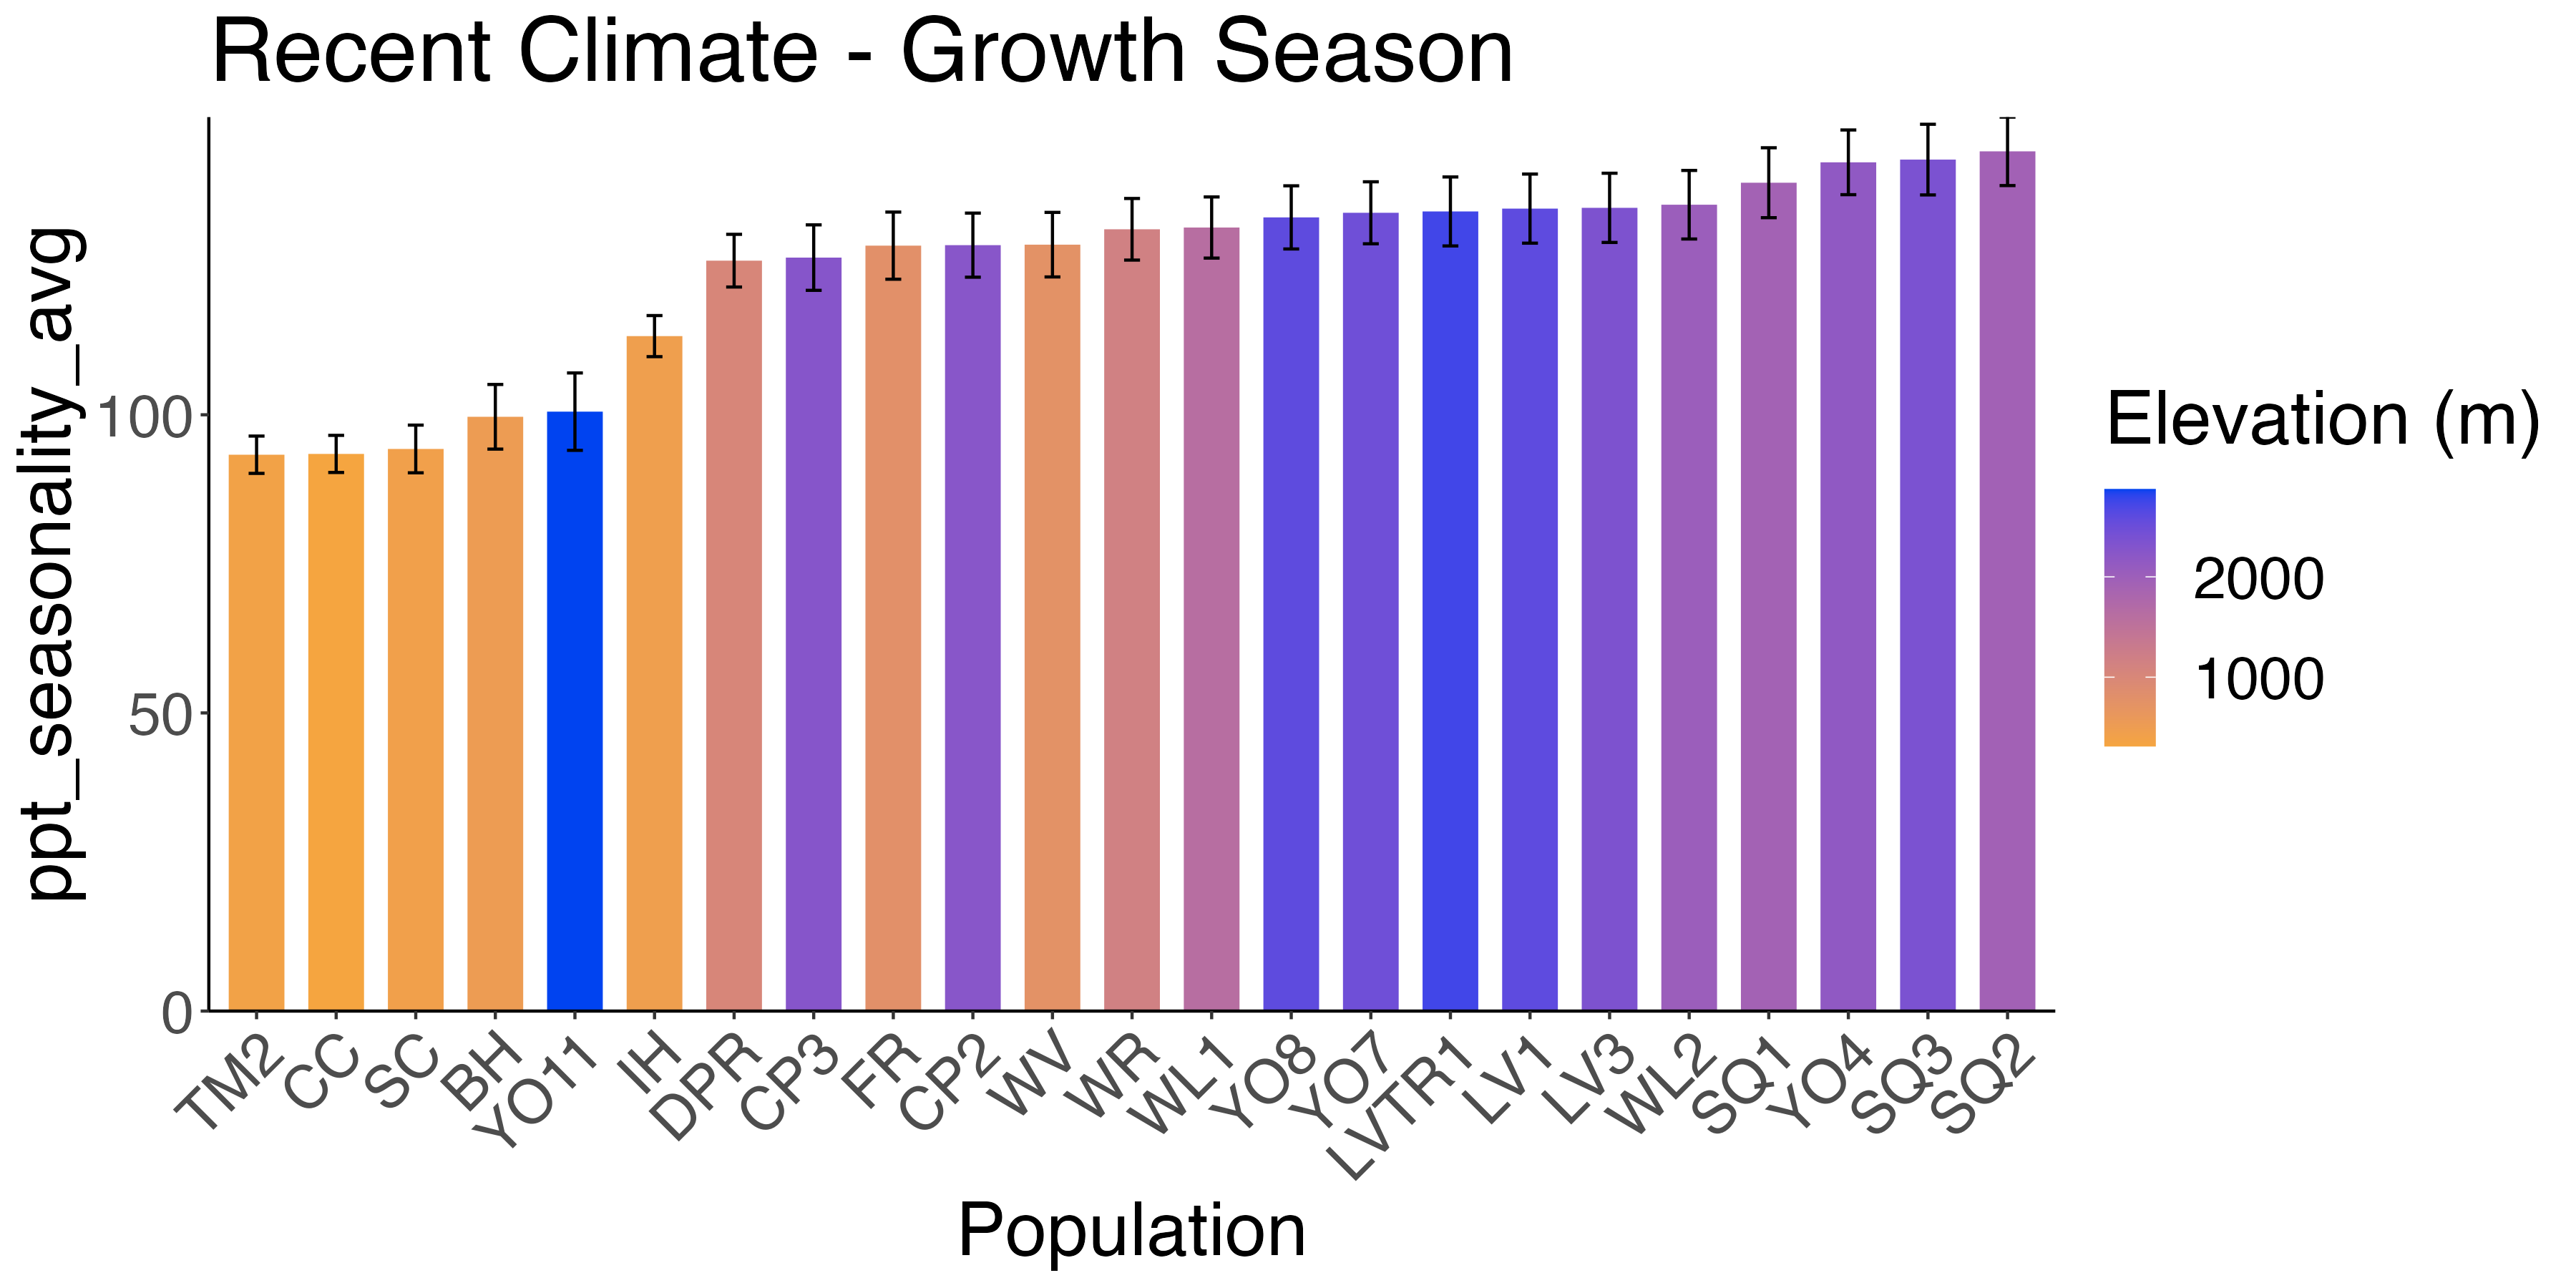 Recent Climate - Growth Season
ppt_seasonality_avg
100
50
0
TM2
CC
SC
BH
YO11
IH
DPR
CP3
FR
CP2
WV
WR
WL1
YO8
YO7
LVTR1
LV1
LV3
WL2
SQ1
YO4
SQ3
SQ2
Population
Elevation (m)
2000
1000